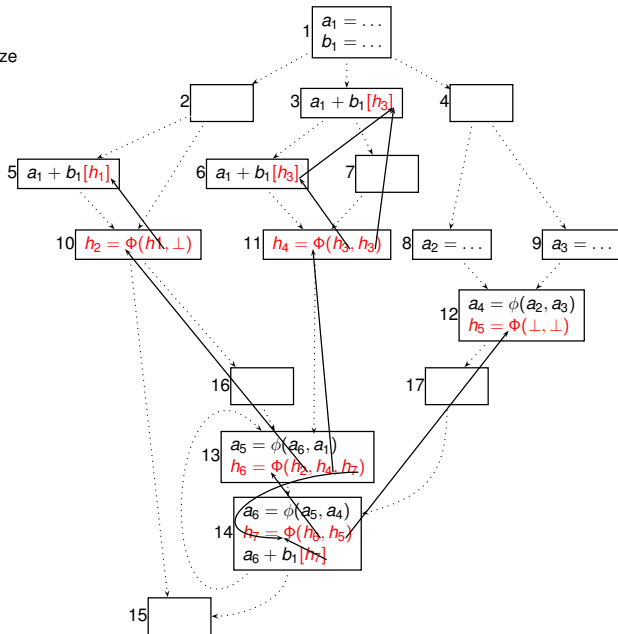 1 a₁ = ...
b₁ = ...
ze
2
3 a₁ + b₁[h₃]
4
5 a₁ + b₁[h₁]
6 a₁ + b₁[h₃]
7
10 h₂ = Φ(h1, ⊥)
11 h₄ = Φ(h₃, h₃)
8 a₂ = ...
9 a₃ = ...
12 a₄ = ϕ(a₂, a₃)
h₅ = Φ(⊥, ⊥)
16
17
13 a₅ = ϕ(a₆, a₁)
h₆ = Φ(h₂, h₄, h₇)
14 a₆ = ϕ(a₅, a₄)
h₇ = Φ(h₆, h₅)
a₆ + b₁[h₇]
15